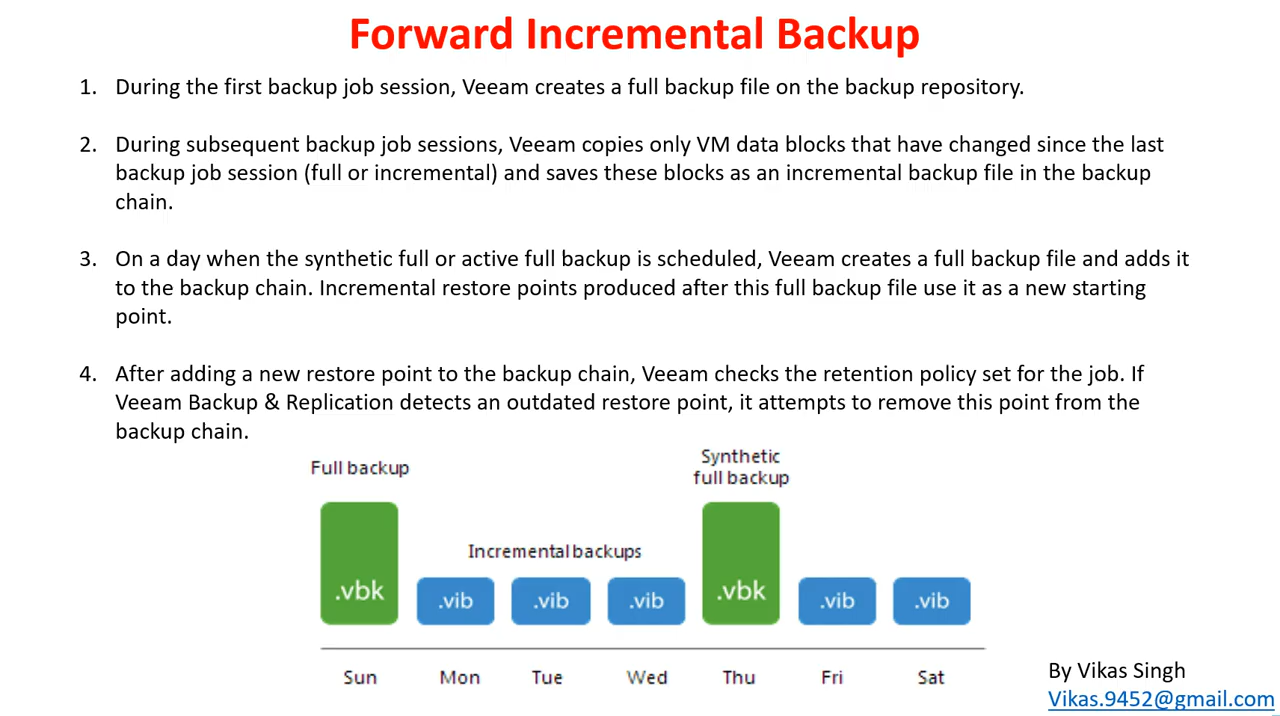 Forward Incremental Backup
1. During the first backup job session, Veeam creates a full backup file on the backup repository.
2. During subsequent backup job sessions, Veeam copies only VM data blocks that have changed since the last
backup job session (full or incremental) and saves these blocks as an incremental backup file in the backup
chain.
3. On a day when the synthetic full or active full backup is scheduled, Veeam creates a full backup file and adds it
to the backup chain. Incremental restore points produced after this full backup file use it as a new starting
point.
4. After adding a new restore point to the backup chain, Veeam checks the retention policy set for the job. If
Veeam Backup & Replication detects an outdated restore point, it attempts to remove this point from the
backup chain.
Full backup
Synthetic
full backup
Incremental backups
.vbk .vib .vib .vib .vbk .vib .vib
Sun Mon Tue Wed Thu Fri Sat
By Vikas Singh
Vikas.9452@gmail.com